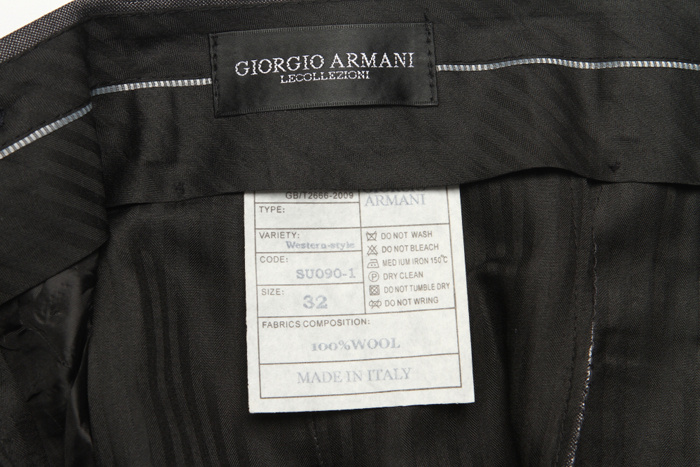 GIORGIO ARMANI
LECOLLEZIONI
GB/T2666-2009
ARMANI
TYPE:
VARIETY:
Western-style
CODE:
SU090-1
SIZE:
32
DO NOT WASH
DO NOT BLEACH
MEDIUM IRON 150℃
P DRY CLEAN
DO NOT TUMBLE DRY
DO NOT WRING
FABRICS COMPOSITION:
100%WOOL
MADE IN ITALY